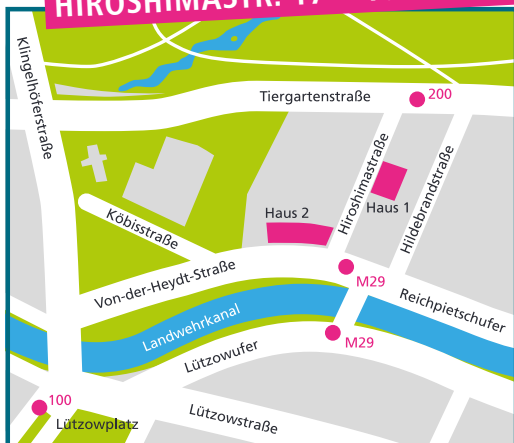 HIROSHIMASTR. 17
Klingelhöferstraße
Tiergartenstraße
200
Hiroshimastraße
Hildebrandstraße
Haus 1
Haus 2
Köbisstraße
Von-der-Heydt-Straße
M29
Reichpietschufer
Landwehrkanal
M29
Lützowufer
100
Lützowplatz
Lützowstraße